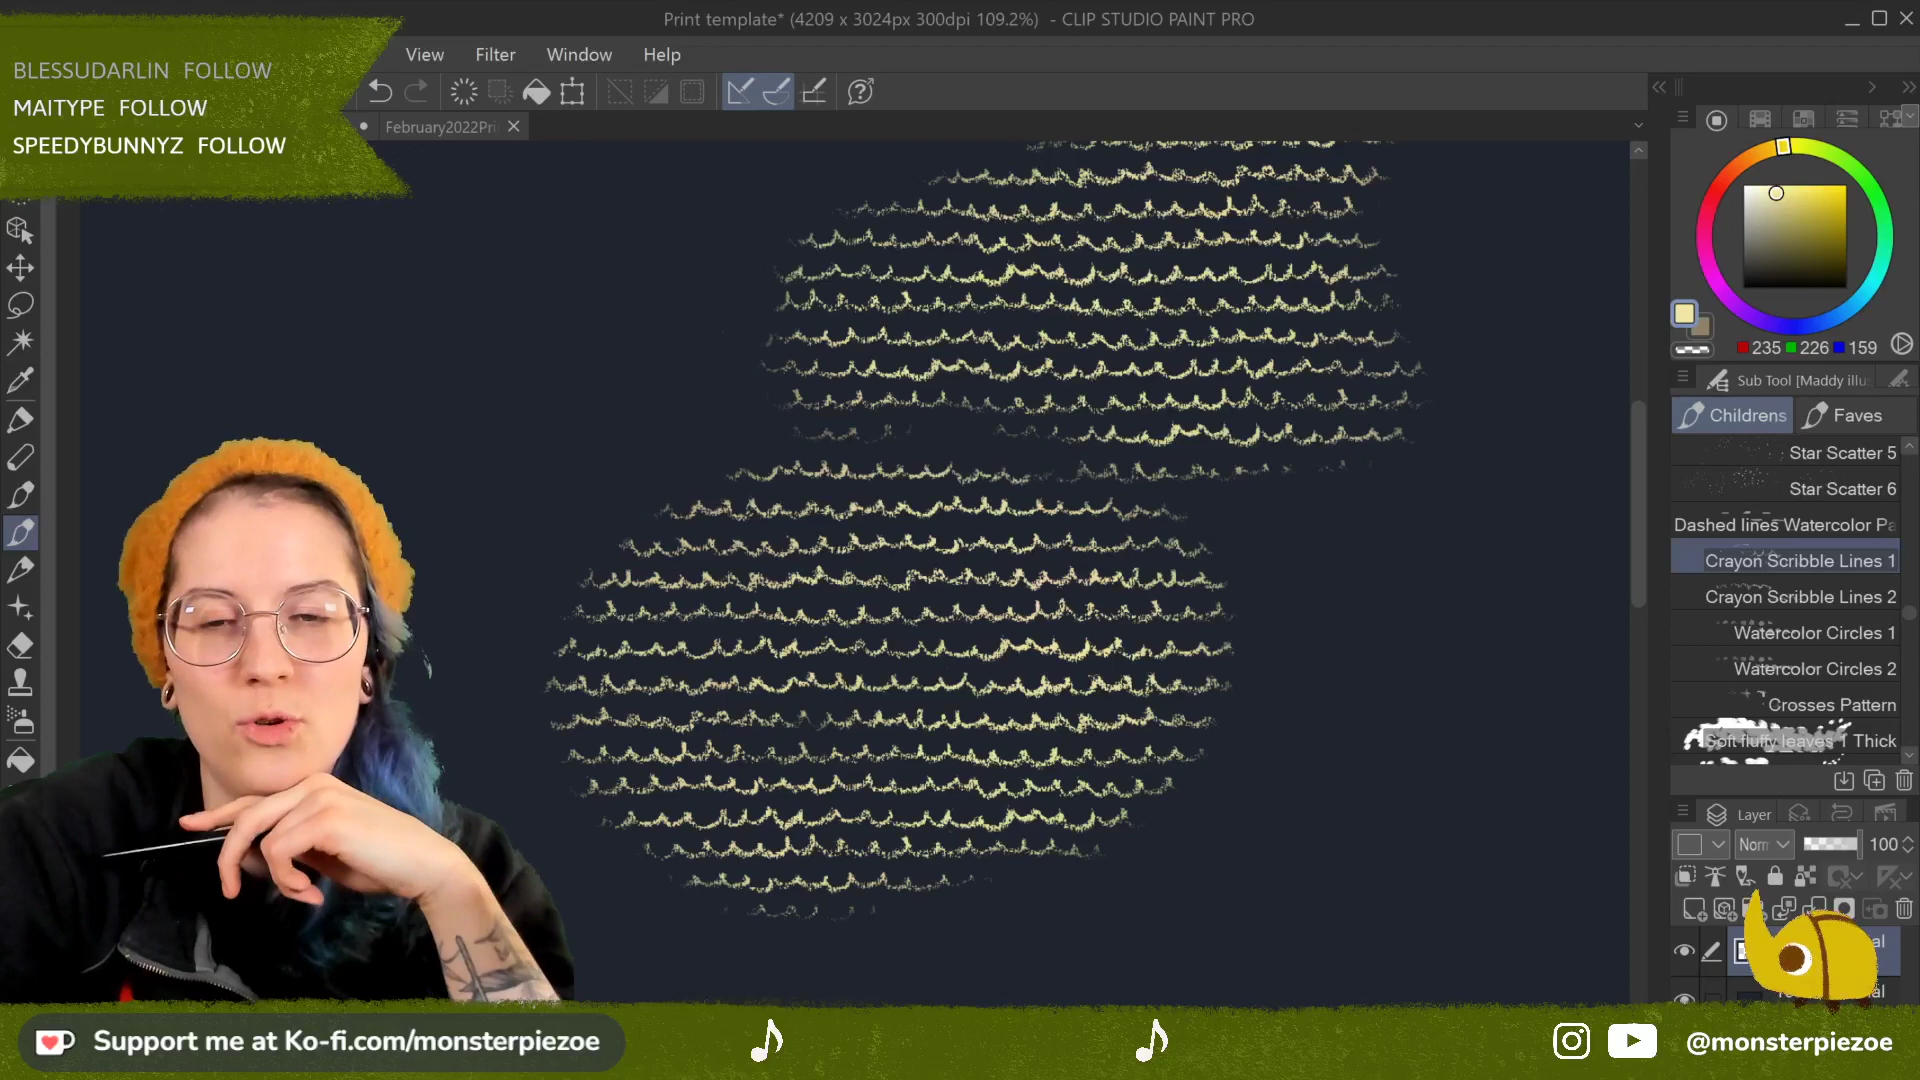 Print template* (4209 x 3024px 300dpi 109.2%) - CLIP STUDIO PAINT PRO
BLESSUDARLIN FOLLOW
MAITYPE FOLLOW
SPEEDYBUNNYZ FOLLOW
View Filter Window Help
February2022Pri
235 226 159
Sub Tool [Maddy illu
Childrens Faves
Star Scatter 5
Star Scatter 6
Dashed lines Watercolor Pa
Crayon Scribble Lines 1
Crayon Scribble Lines 2
Watercolor Circles 1
Watercolor Circles 2
Crosses Pattern
Soft fluffy leaves 1 Thick
Layer
Norm 100
al
al
Support me at Ko-fi.com/monsterpiezoe
@monsterpiezoe